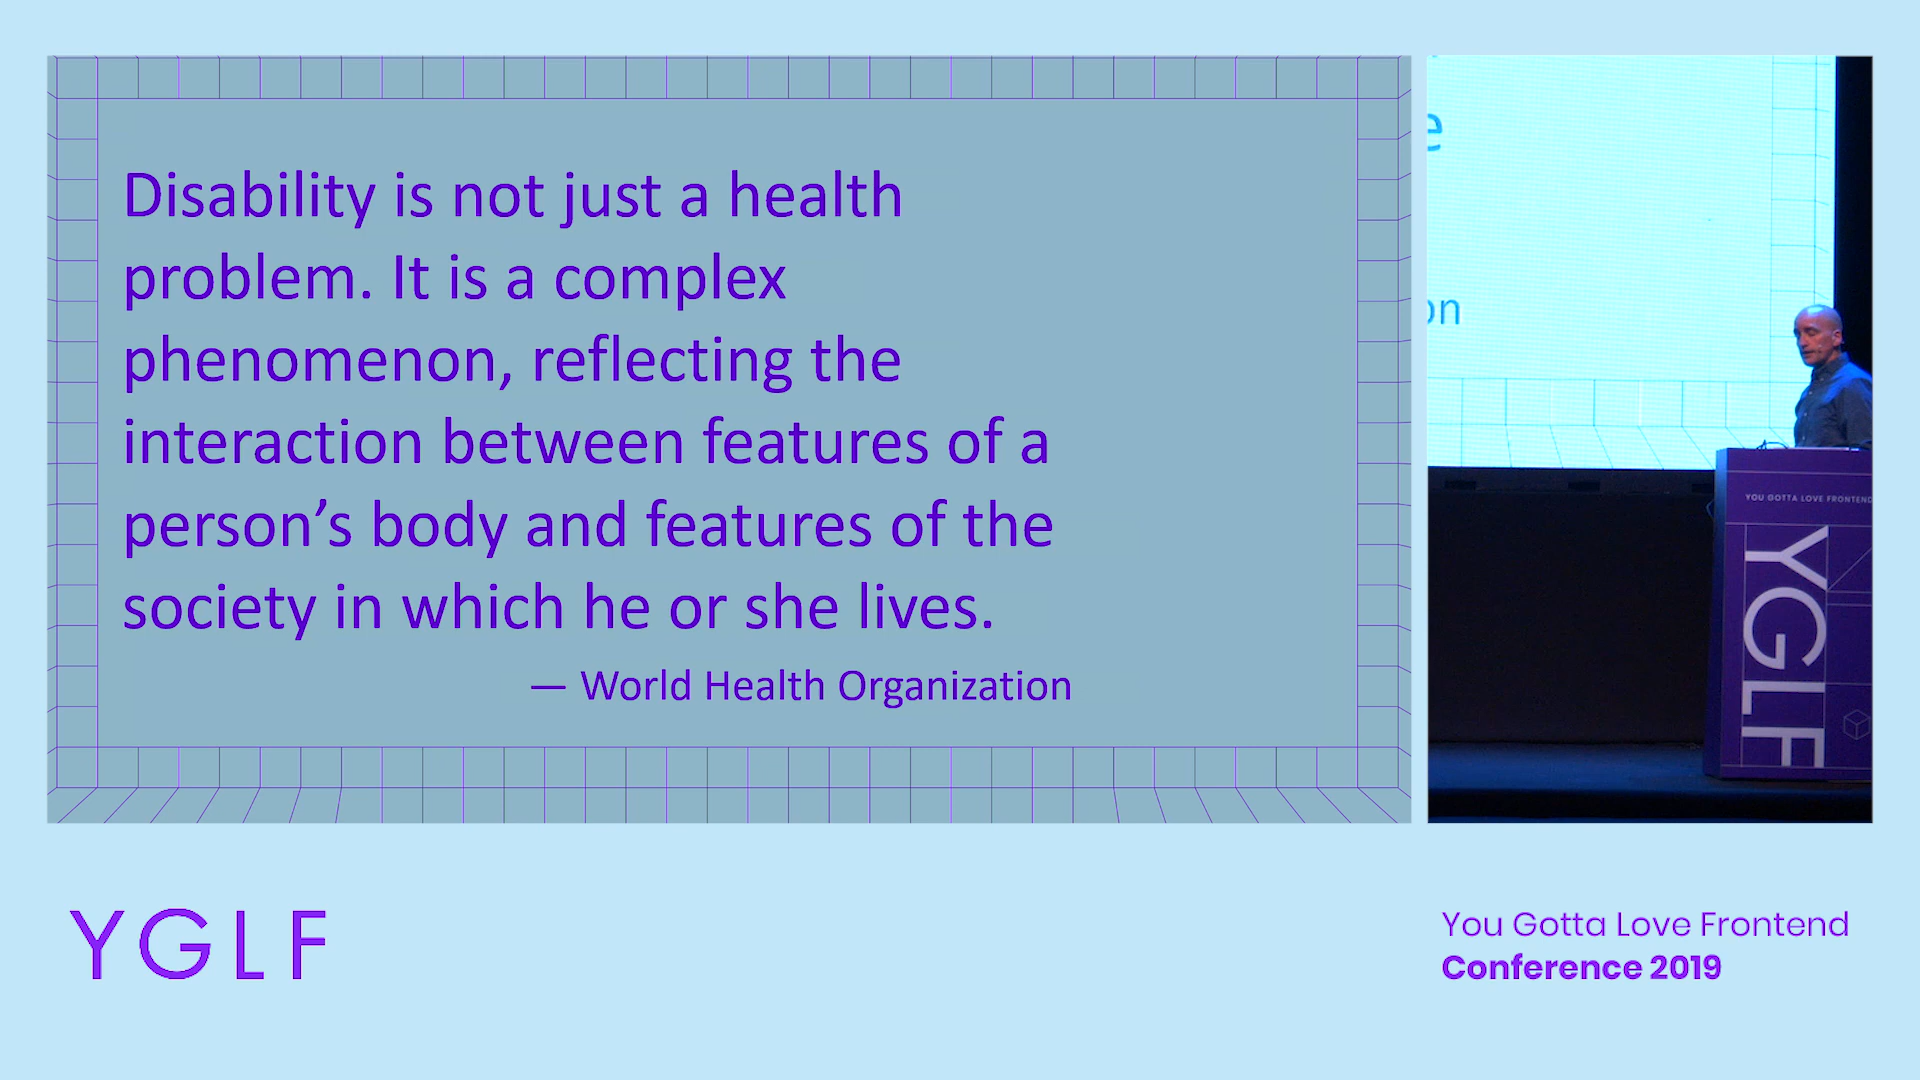 Disability is not just a health
problem. It is a complex
phenomenon, reflecting the
interaction between features of a
person’s body and features of the
society in which he or she lives.
— World Health Organization
e
on
YOU GOTTA LOVE FRONTEND
YGLF
YGLF
You Gotta Love Frontend
Conference 2019